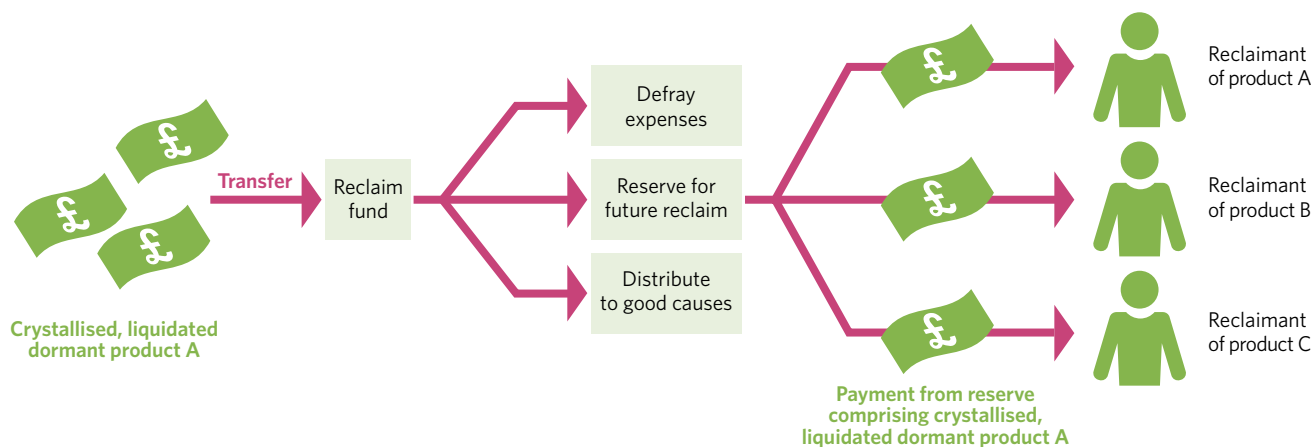 £
£
£
Crystallised, liquidated
dormant product A
Transfer
Reclaim
fund
Defray
expenses
Reserve for
future reclaim
Distribute
to good causes
£
£
£
Payment from reserve
comprising crystallised,
liquidated dormant product A
Reclaimant
of product A
Reclaimant
of product B
Reclaimant
of product C